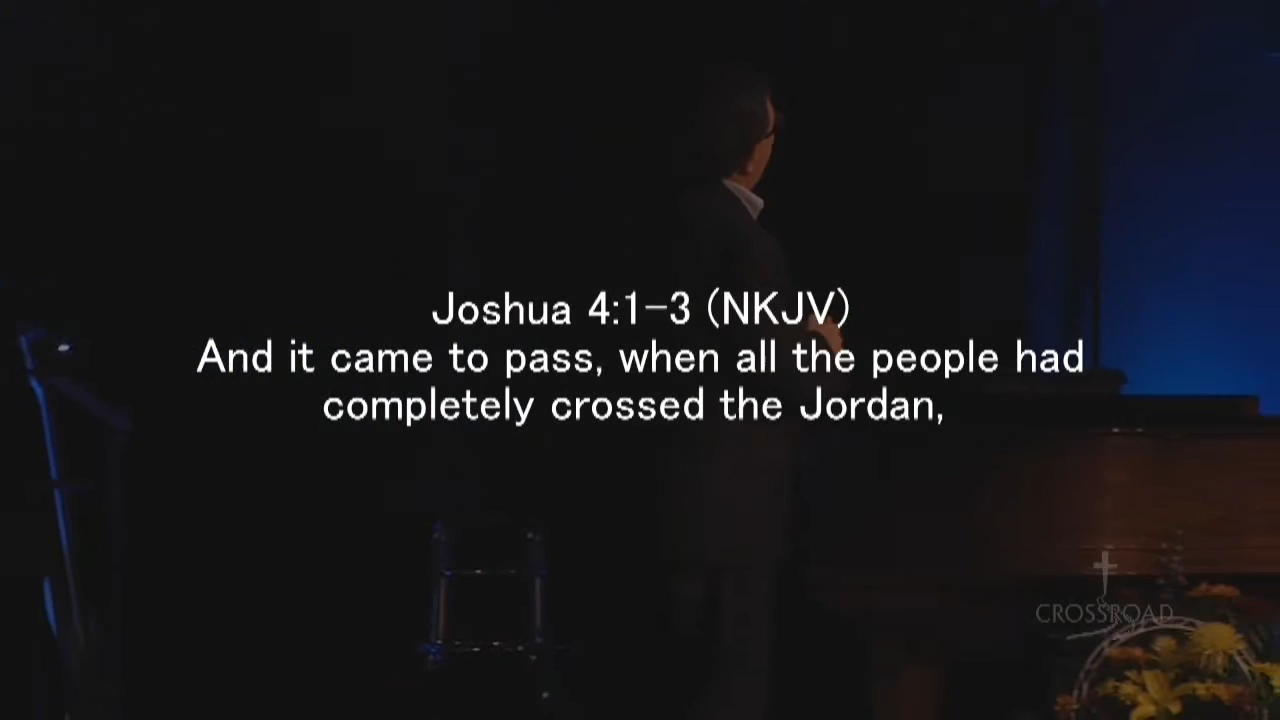 Joshua 4:1-3 (NKJV)
And it came to pass, when all the people had
completely crossed the Jordan,
CROSSROAD